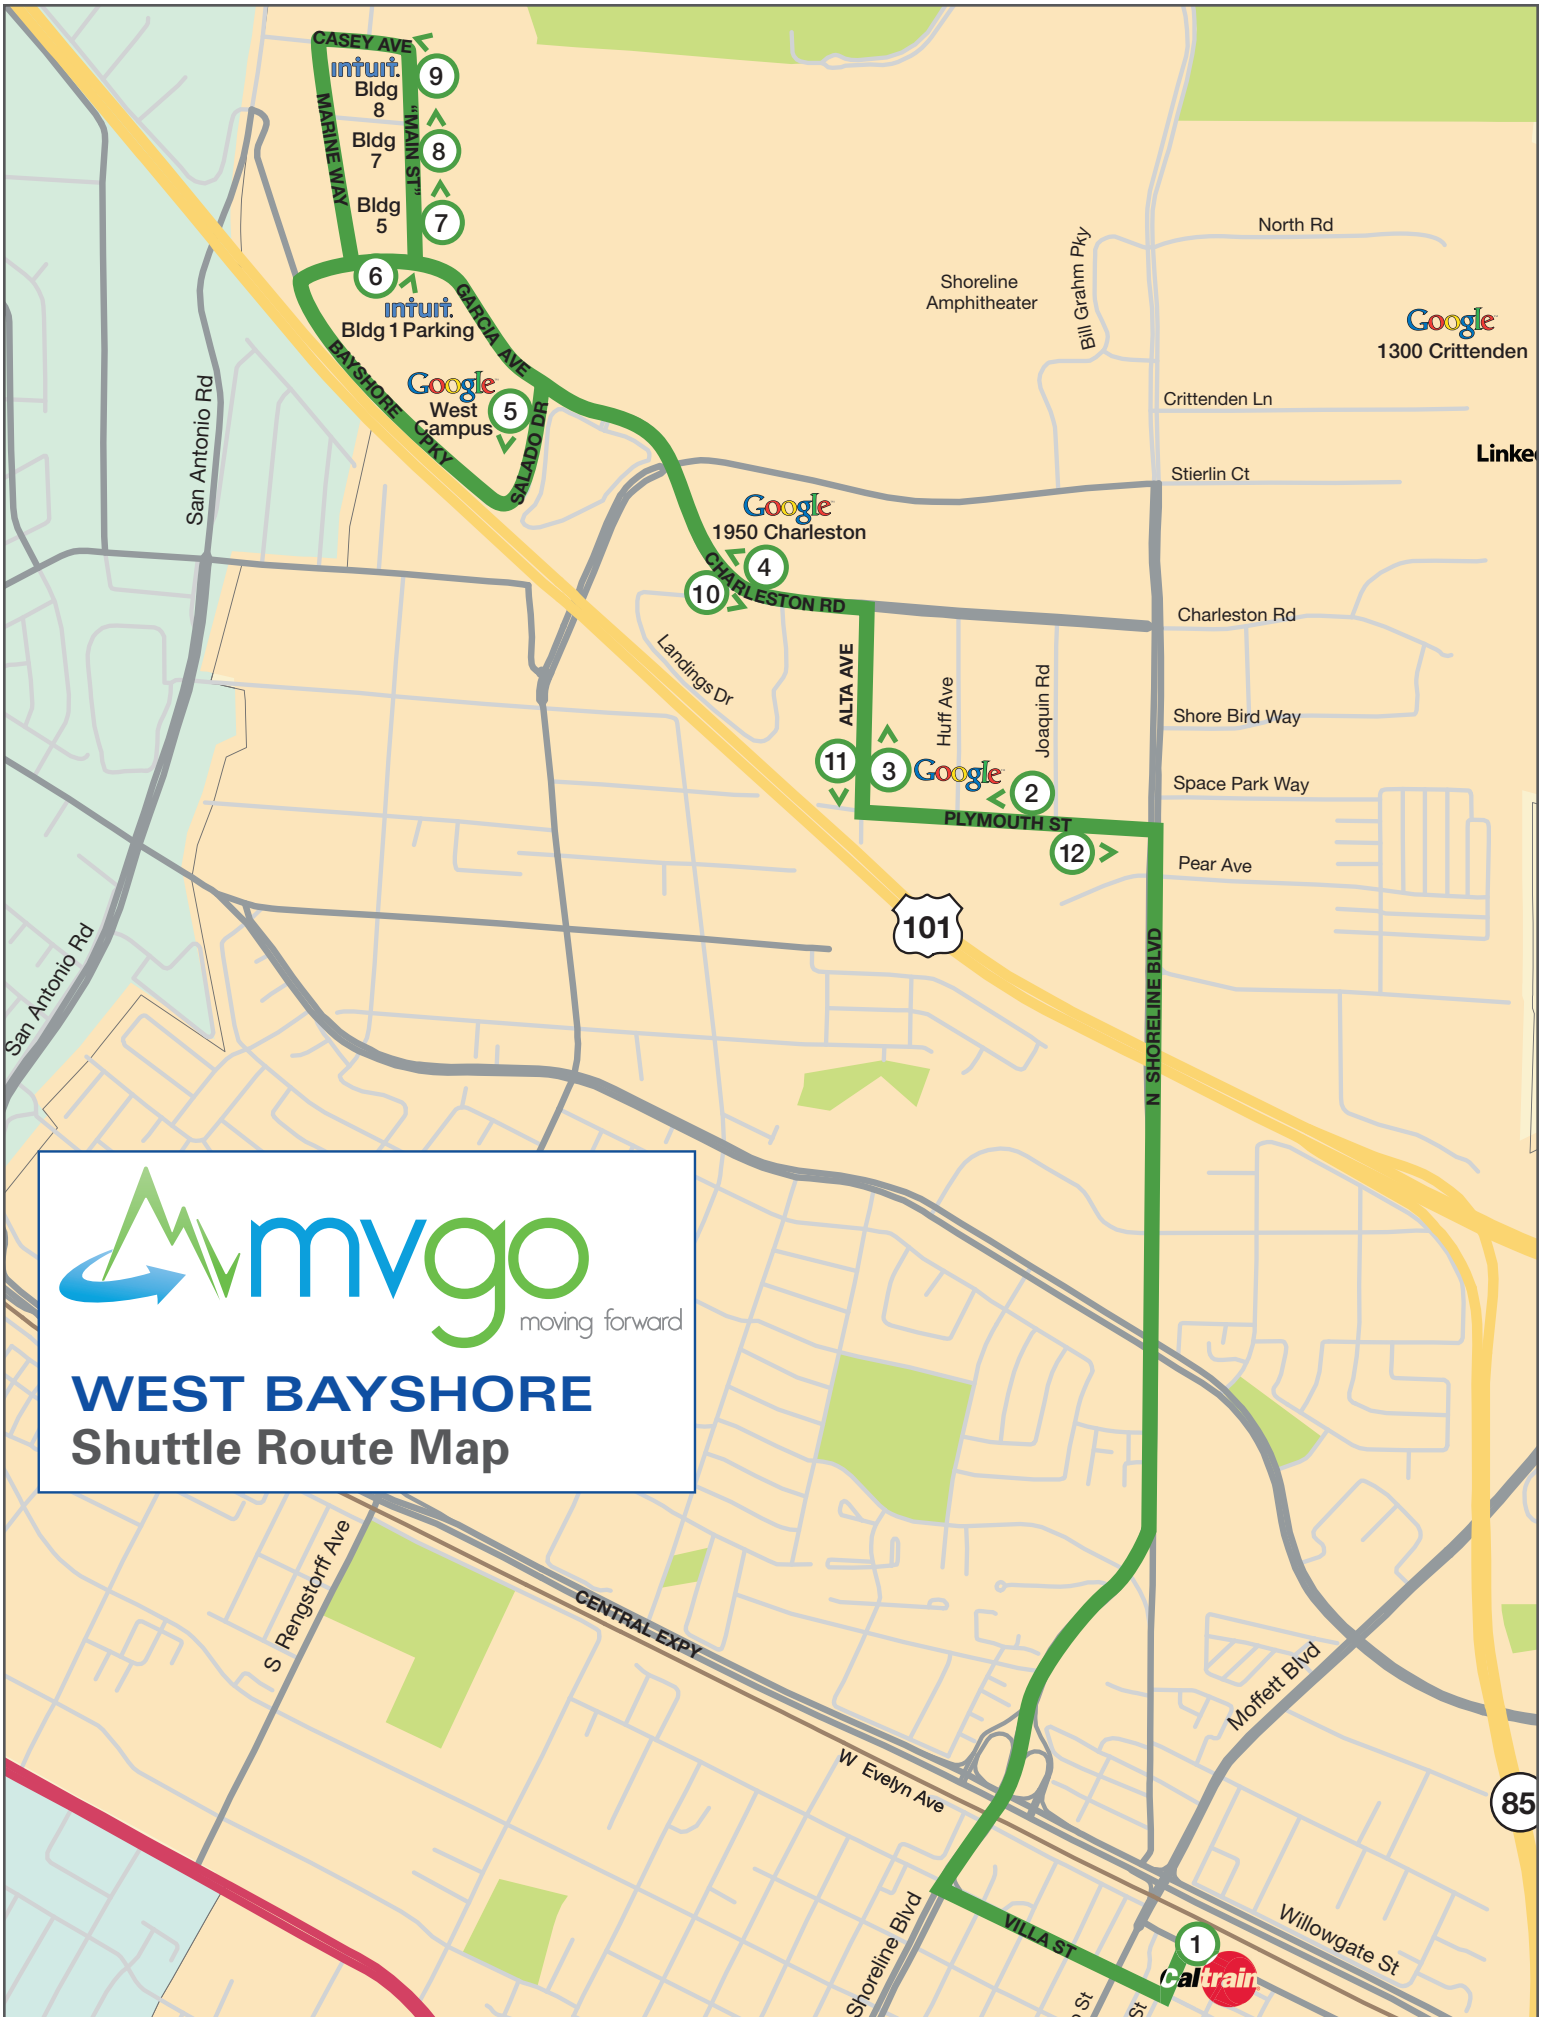 CASEY AVE
intuit.
Bldg
8
9
MARINE WAY
"MAIN ST"
Bldg
7
8
Bldg
5
7
6
intuit.
Bldg 1 Parking
GARCIA AVE
BAYSHORE PKY
Google
West
Campus
5
SALADO DR
San Antonio Rd
North Rd
Bill Grahm Pky
Shoreline
Amphitheater
Google
1300 Crittenden
Crittenden Ln
Linke
Stierlin Ct
Google
1950 Charleston
4
10
CHARLESTON RD
Charleston Rd
Landings Dr
ALTA AVE
Huff Ave
Joaquin Rd
Shore Bird Way
11
3
Google
2
Space Park Way
PLYMOUTH ST
12
Pear Ave
101
San Antonio Rd
N SHORELINE BLVD
mvgo
moving forward
WEST BAYSHORE
Shuttle Route Map
S Rengstorff Ave
CENTRAL EXPY
Moffett Blvd
W Evelyn Ave
85
Shoreline Blvd
VILLA ST
1
Caltrain
Willowgate St
St
St